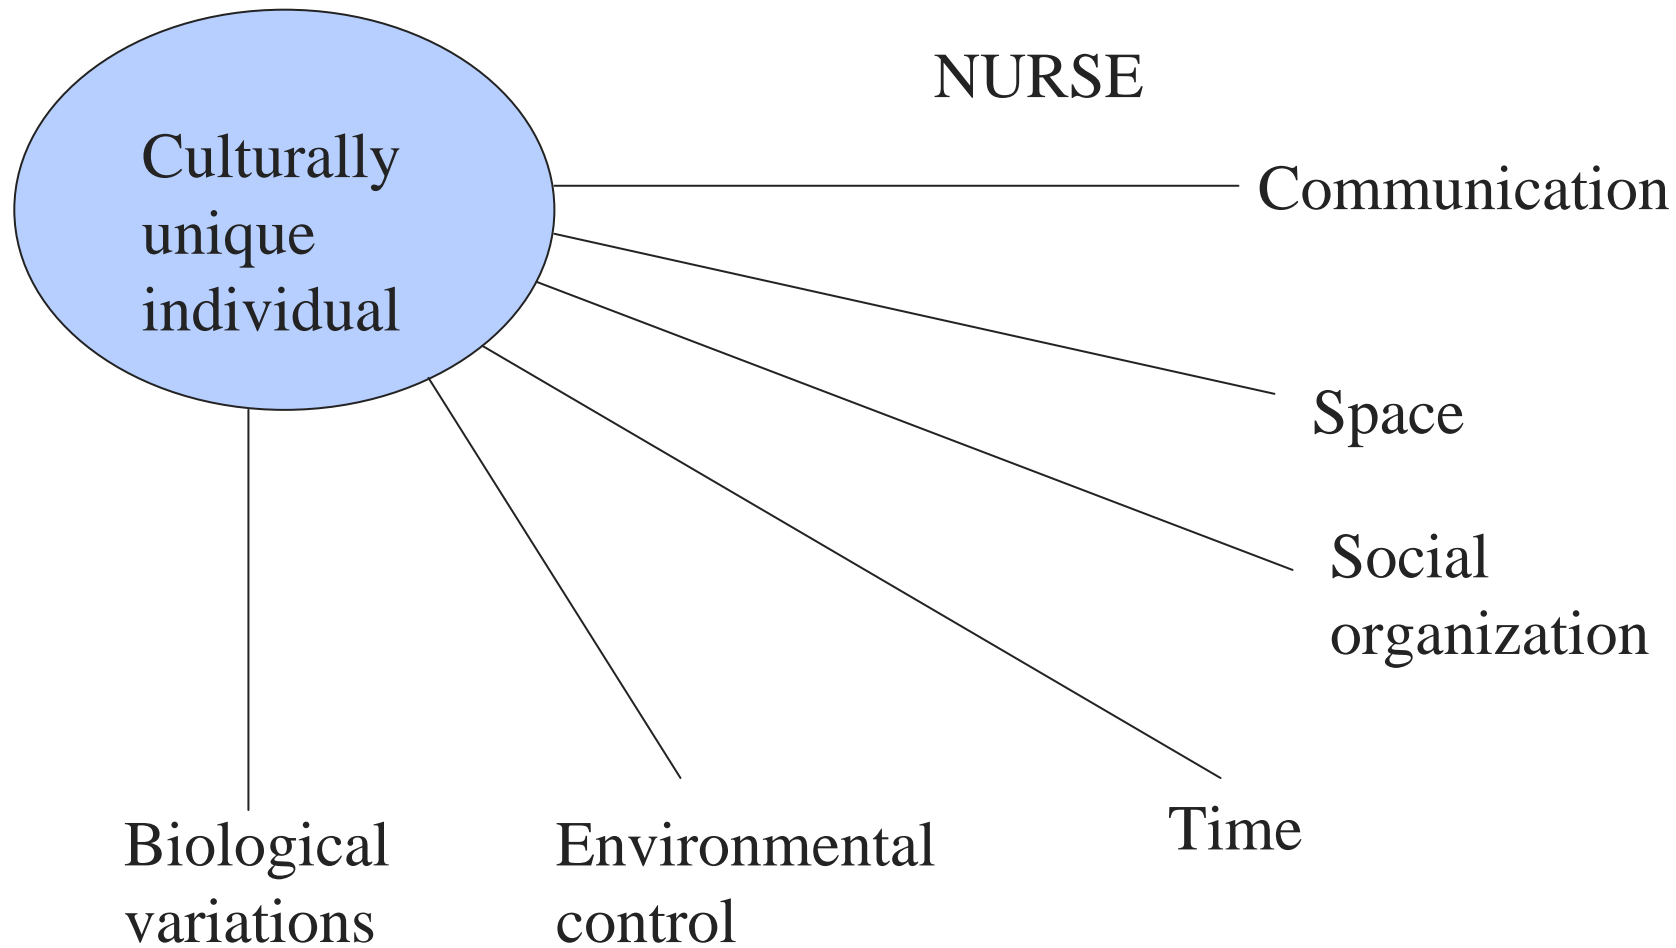 NURSE
Culturally
unique
individual
Communication
Space
Social
organization
Time
Environmental
control
Biological
variations